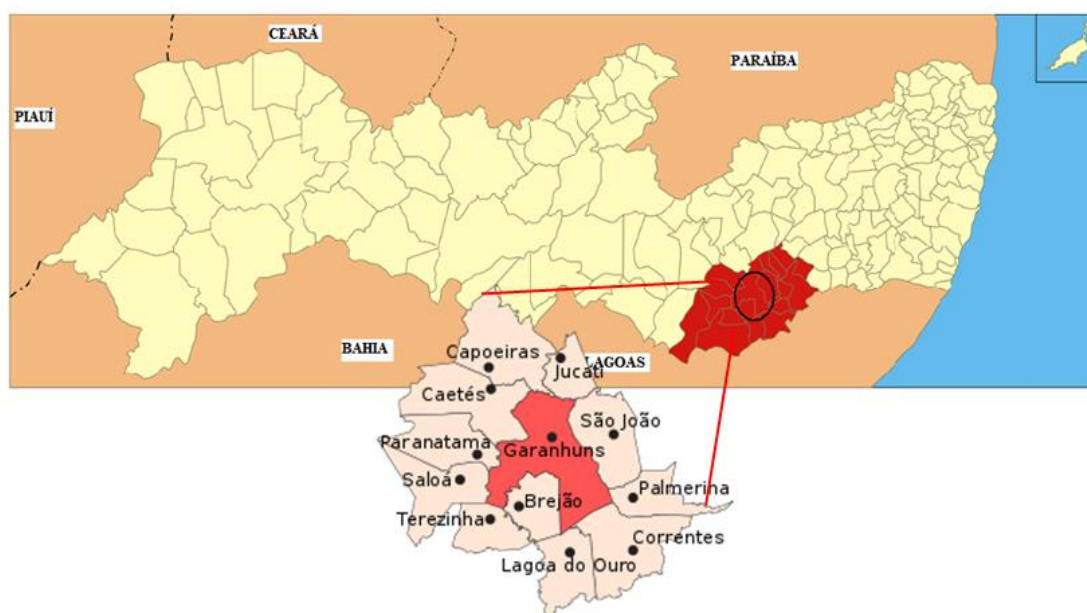 CEARÁ
PARAÍBA
PIAUÍ
BAHIA
LAGOAS
Capoeiras
Jucati
Caetés
São João
Paranatama
Garanhuns
Saloá
Palmerina
Brejão
Terezinha
Correntes
Lagoa do Ouro